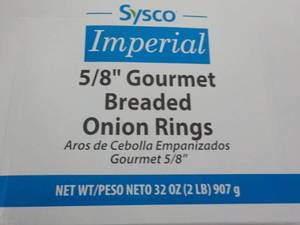 Sysco
Imperial
5/8" Gourmet
Breaded
Onion Rings
Aros de Cebolla Empanizados
Gourmet 5/8"
NET WT/PESO NETO 32 OZ (2 LB) 907 g